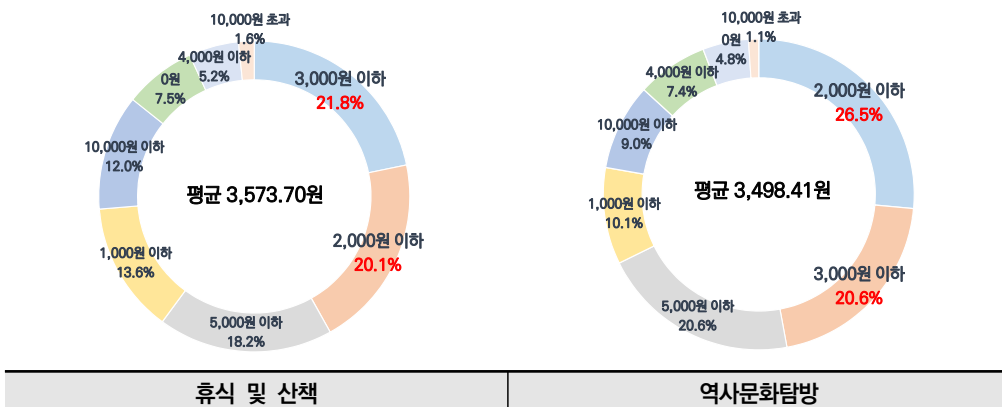 10,000원 초과
1.6%
4,000원 이하
5.2%
0원
7.5%
10,000원 이하
12.0%
1,000원 이하
13.6%
5,000원 이하
18.2%
3,000원 이하
21.8%
2,000원 이하
20.1%
평균 3,573.70원
10,000원 초과
1.1%
0원
4.8%
4,000원 이하
7.4%
10,000원 이하
9.0%
1,000원 이하
10.1%
5,000원 이하
20.6%
2,000원 이하
26.5%
3,000원 이하
20.6%
평균 3,498.41원
휴식 및 산책
역사문화탐방